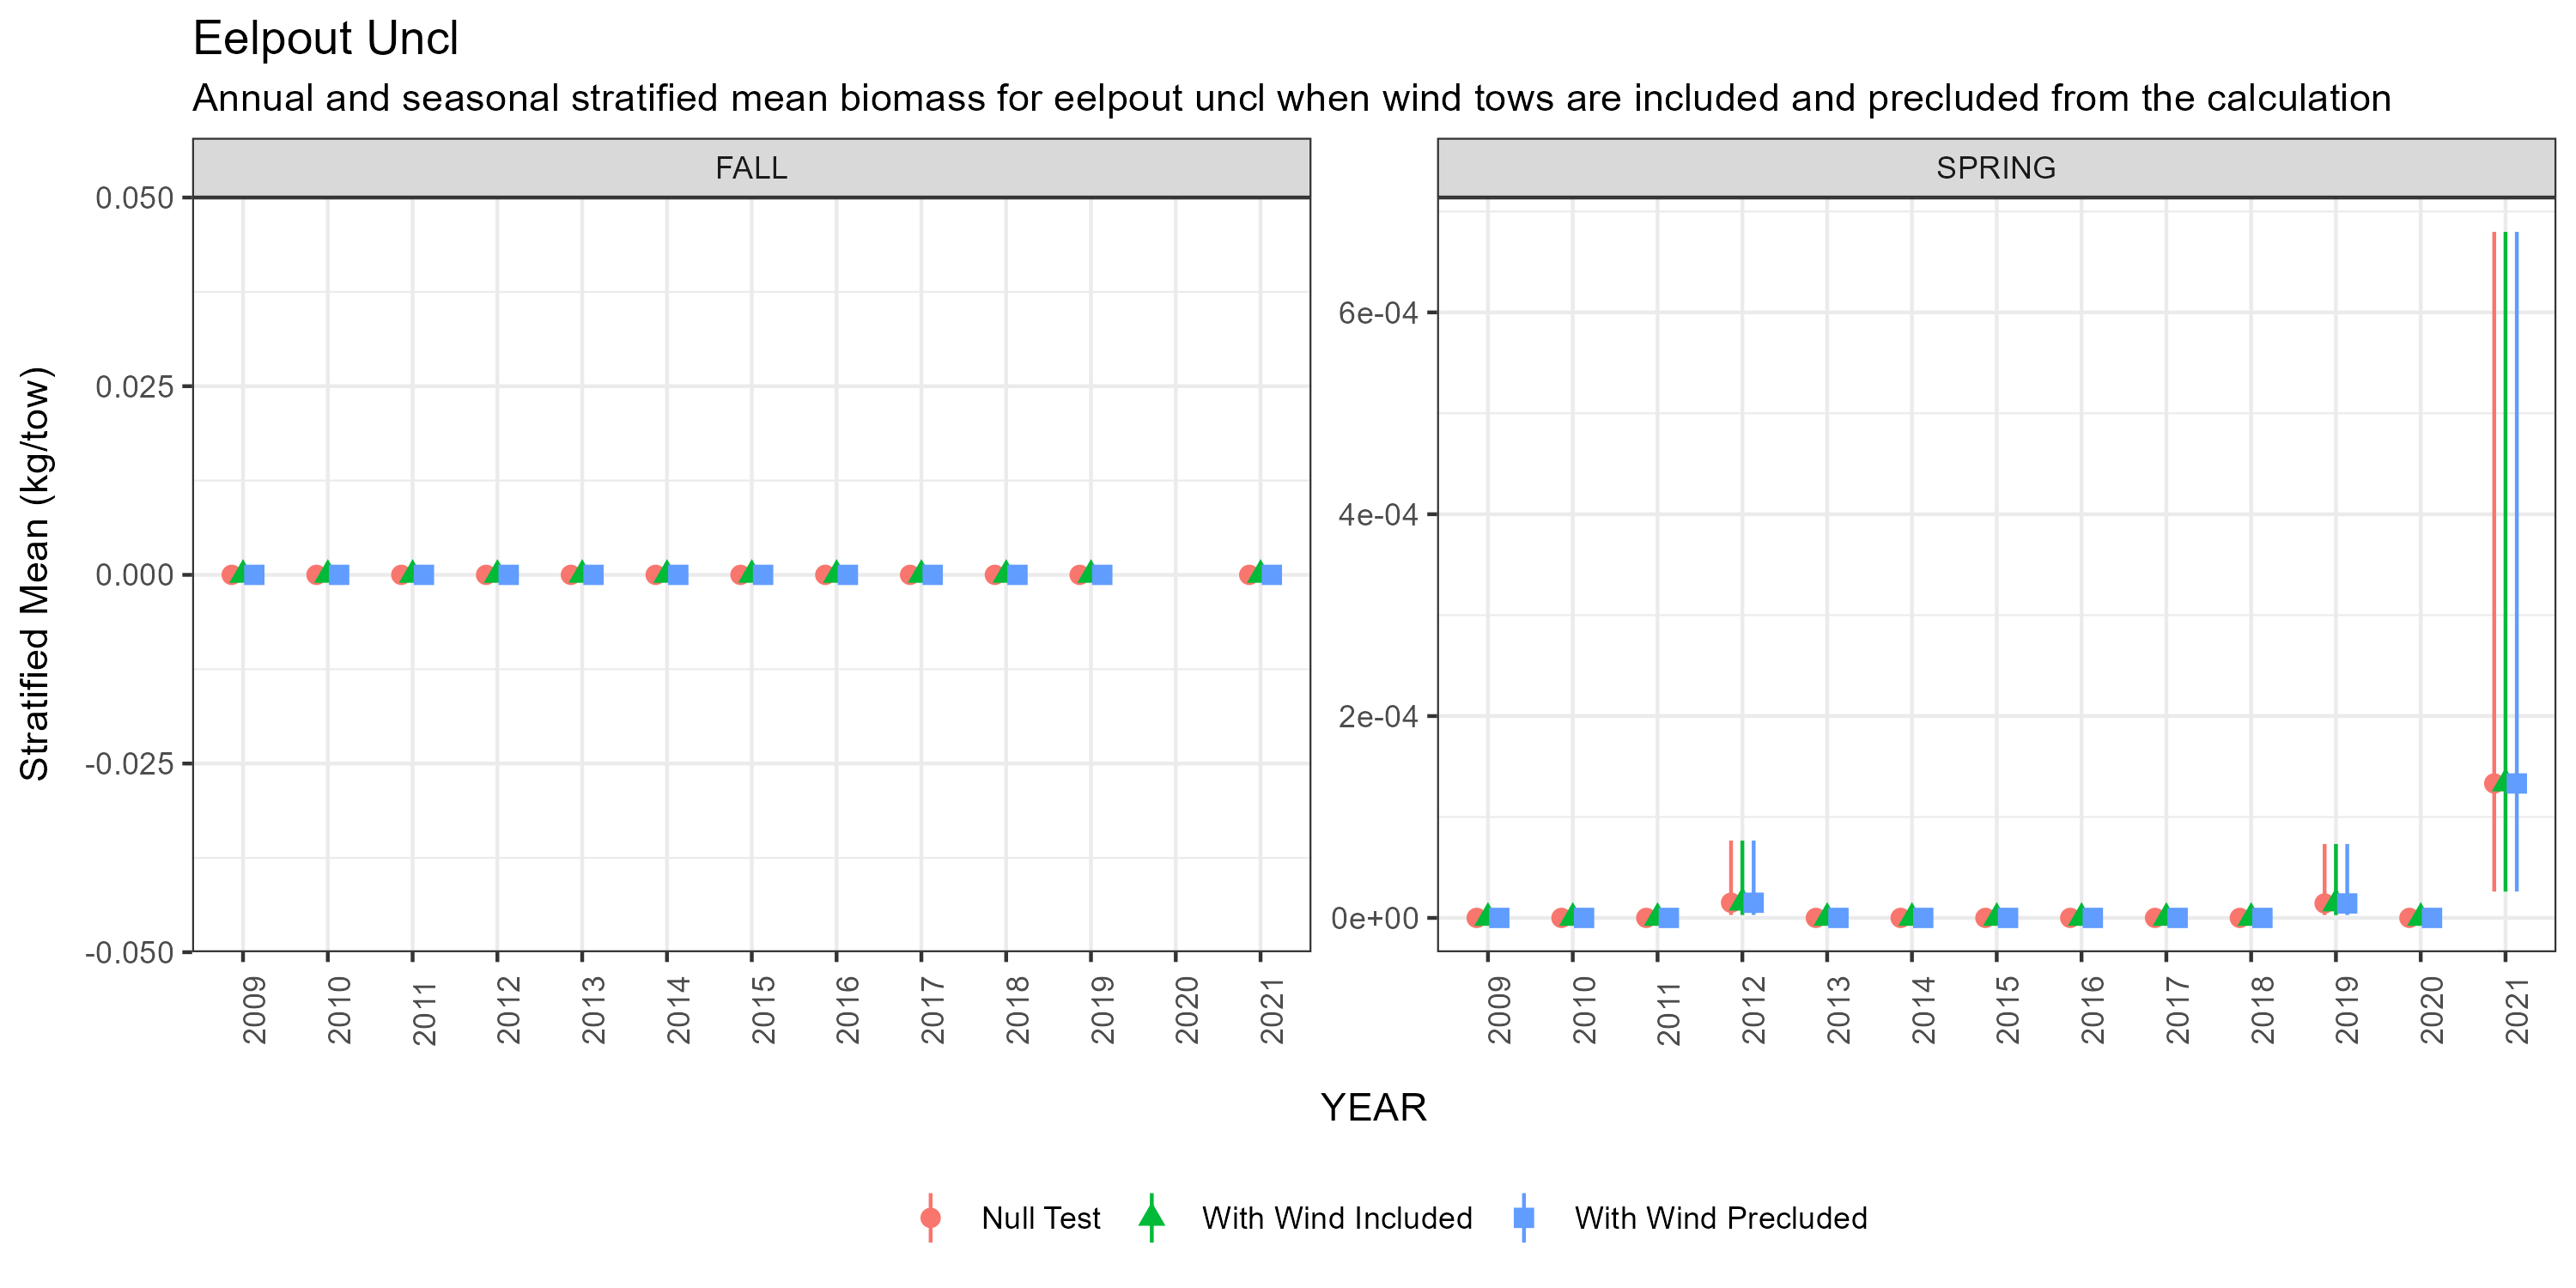 Eelpout Uncl
Annual and seasonal stratified mean biomass for eelpout uncl when wind tows are included and precluded from the calculation
FALL
SPRING
Stratified Mean (kg/tow)
0.050
0.025
0.000
-0.025
-0.050
6e-04
4e-04
2e-04
0e+00
2009 2010 2011 2012 2013 2014 2015 2016 2017 2018 2019 2020 2021
2009 2010 2011 2012 2013 2014 2015 2016 2017 2018 2019 2020 2021
YEAR
Null Test With Wind Included With Wind Precluded